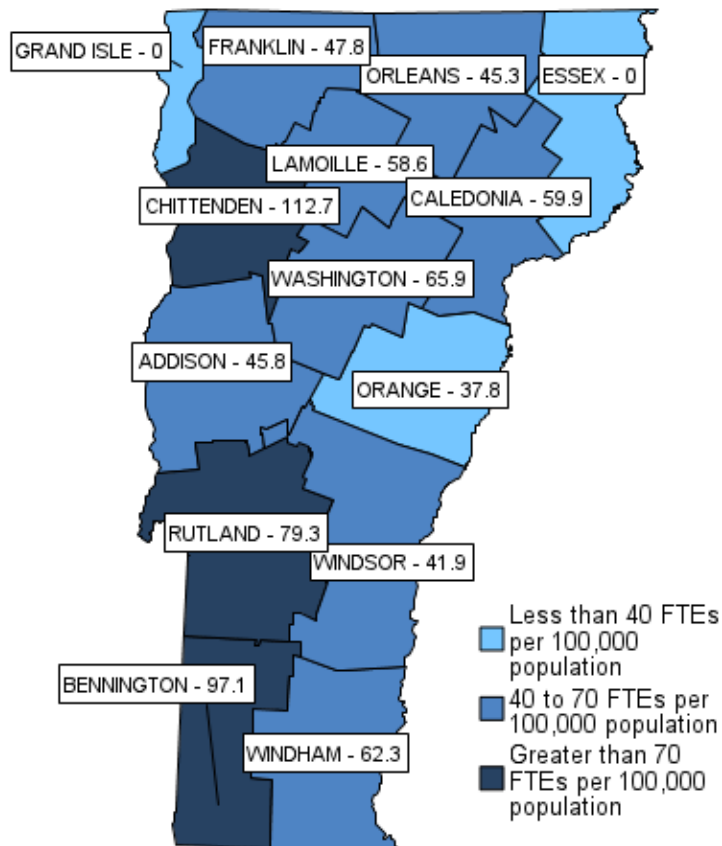 GRAND ISLE - 0
FRANKLIN - 47.8
ORLEANS - 45.3
ESSEX - 0
LAMOILLE - 58.6
CALEDONIA - 59.9
CHITTENDEN - 112.7
WASHINGTON - 65.9
ADDISON - 45.8
ORANGE - 37.8
RUTLAND - 79.3
WINDSOR - 41.9
BENNINGTON - 97.1
WINDHAM - 62.3
Less than 40 FTEs
per 100,000
population
40 to 70 FTEs per
100,000 population
Greater than 70
FTEs per 100,000
population